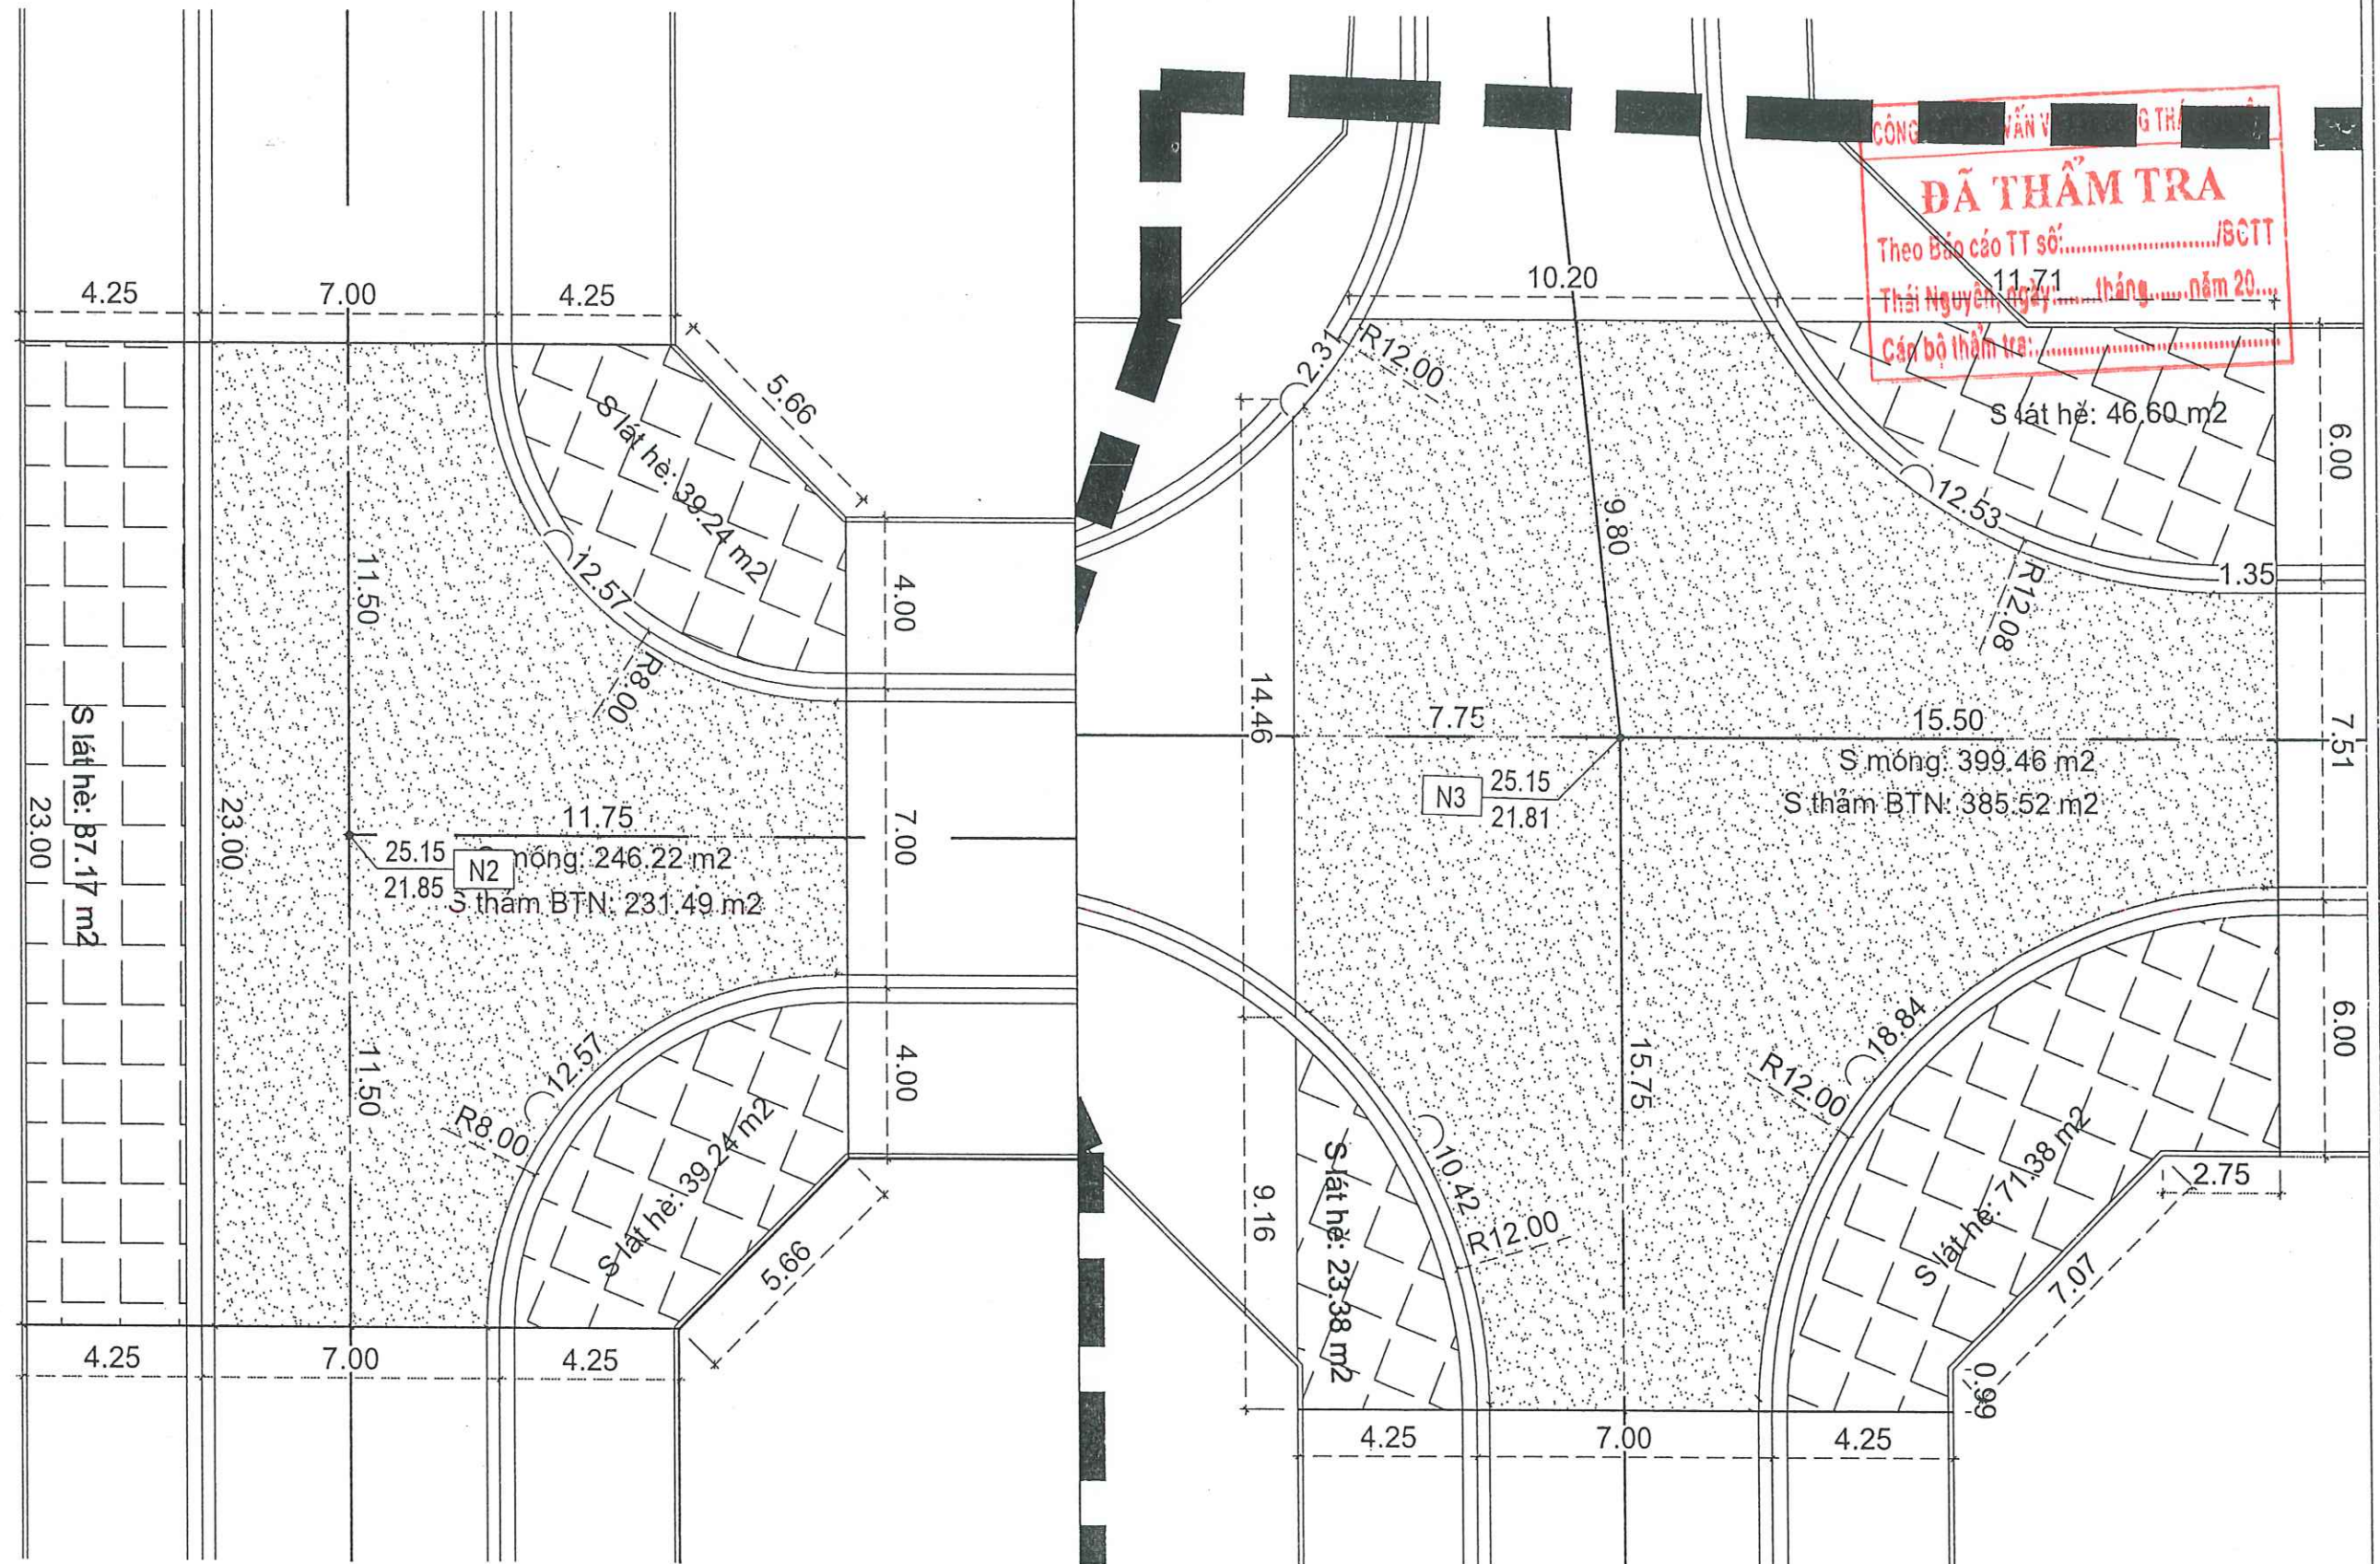 4.25
7.00
4.25
5.66
S lát hè: 39.24 m2
12.57
R8.00
11.50
4.00
S lát hè: 87.17 m2
23.00
23.00
11.75
7.00
25.15
21.85
N2
móng: 246.22 m2
S thảm BTN: 231.49 m2
11.50
12.57
R8.00
4.00
S lát hè: 39.24 m2
5.66
4.25
7.00
4.25
CÔNG
VẤN
ĐÃ THẨM TRA
Theo Báo cáo TT số:............................/BCTT
Thái Nguyên, ngày........tháng........năm 20....
Cán bộ thẩm tra:............................................
10.20
11.71
2.31
R12.00
S lát hè: 46.60 m2
6.00
9.80
12.53
1.35
R12.08
14.46
7.75
15.50
7.51
S móng: 399.46 m2
S thảm BTN: 385.52 m2
N3
25.15
21.81
15.75
18.84
R12.00
6.00
10.42
R12.00
9.16
S lát hè: 23.38 m2
S lát hè: 71.38 m2
2.75
7.07
0.99
4.25
7.00
4.25